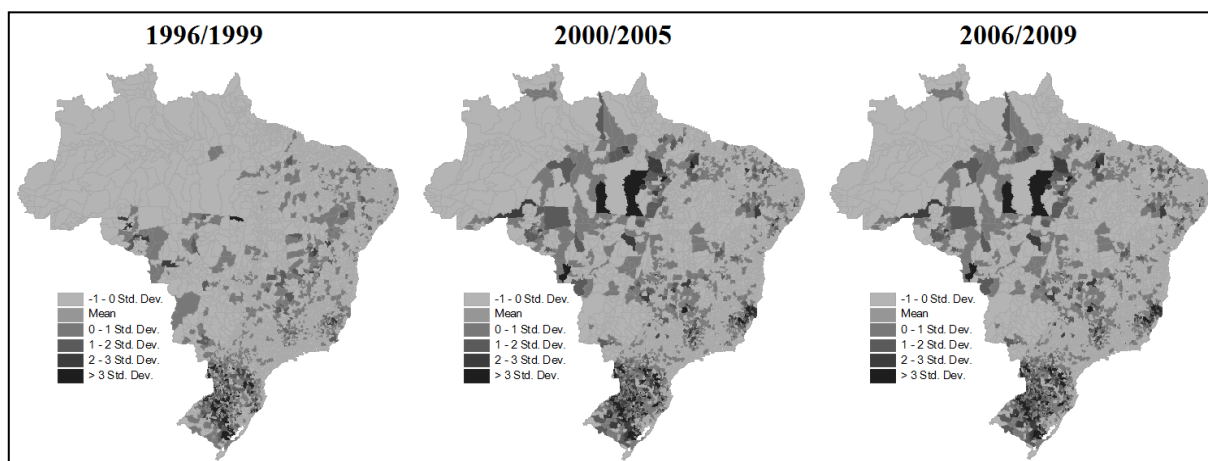 1996/1999
-1 - 0 Std. Dev.
Mean
0 - 1 Std. Dev.
1 - 2 Std. Dev.
2 - 3 Std. Dev.
> 3 Std. Dev.
2000/2005
-1 - 0 Std. Dev.
Mean
0 - 1 Std. Dev.
1 - 2 Std. Dev.
2 - 3 Std. Dev.
> 3 Std. Dev.
2006/2009
-1 - 0 Std. Dev.
Mean
0 - 1 Std. Dev.
1 - 2 Std. Dev.
2 - 3 Std. Dev.
> 3 Std. Dev.